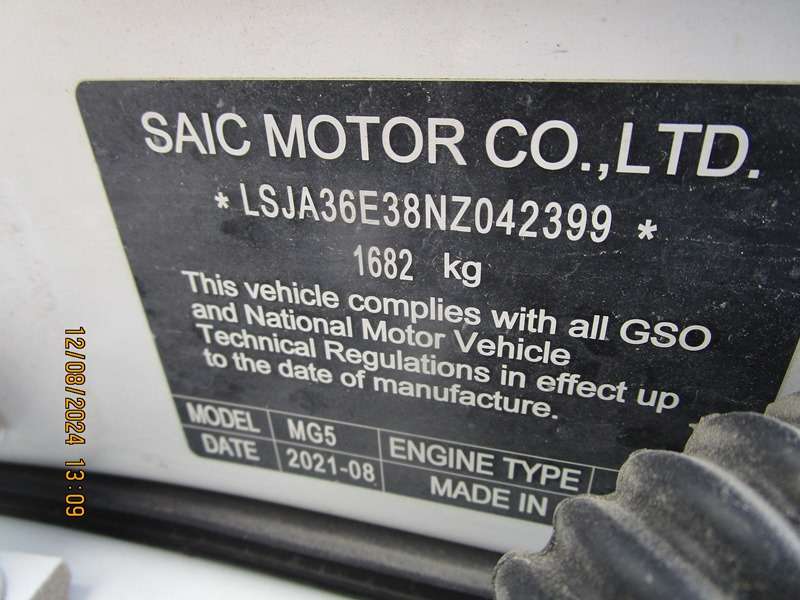 SAIC MOTOR CO.,LTD.
* LSJA36E38NZ042399 *
1682 kg
This vehicle complies with all GSO
and National Motor Vehicle
Technical Regulations in effect up
to the date of manufacture.
MODEL MG5 ENGINE TYPE
DATE 2021-08 MADE IN
12/08/2024 13:09